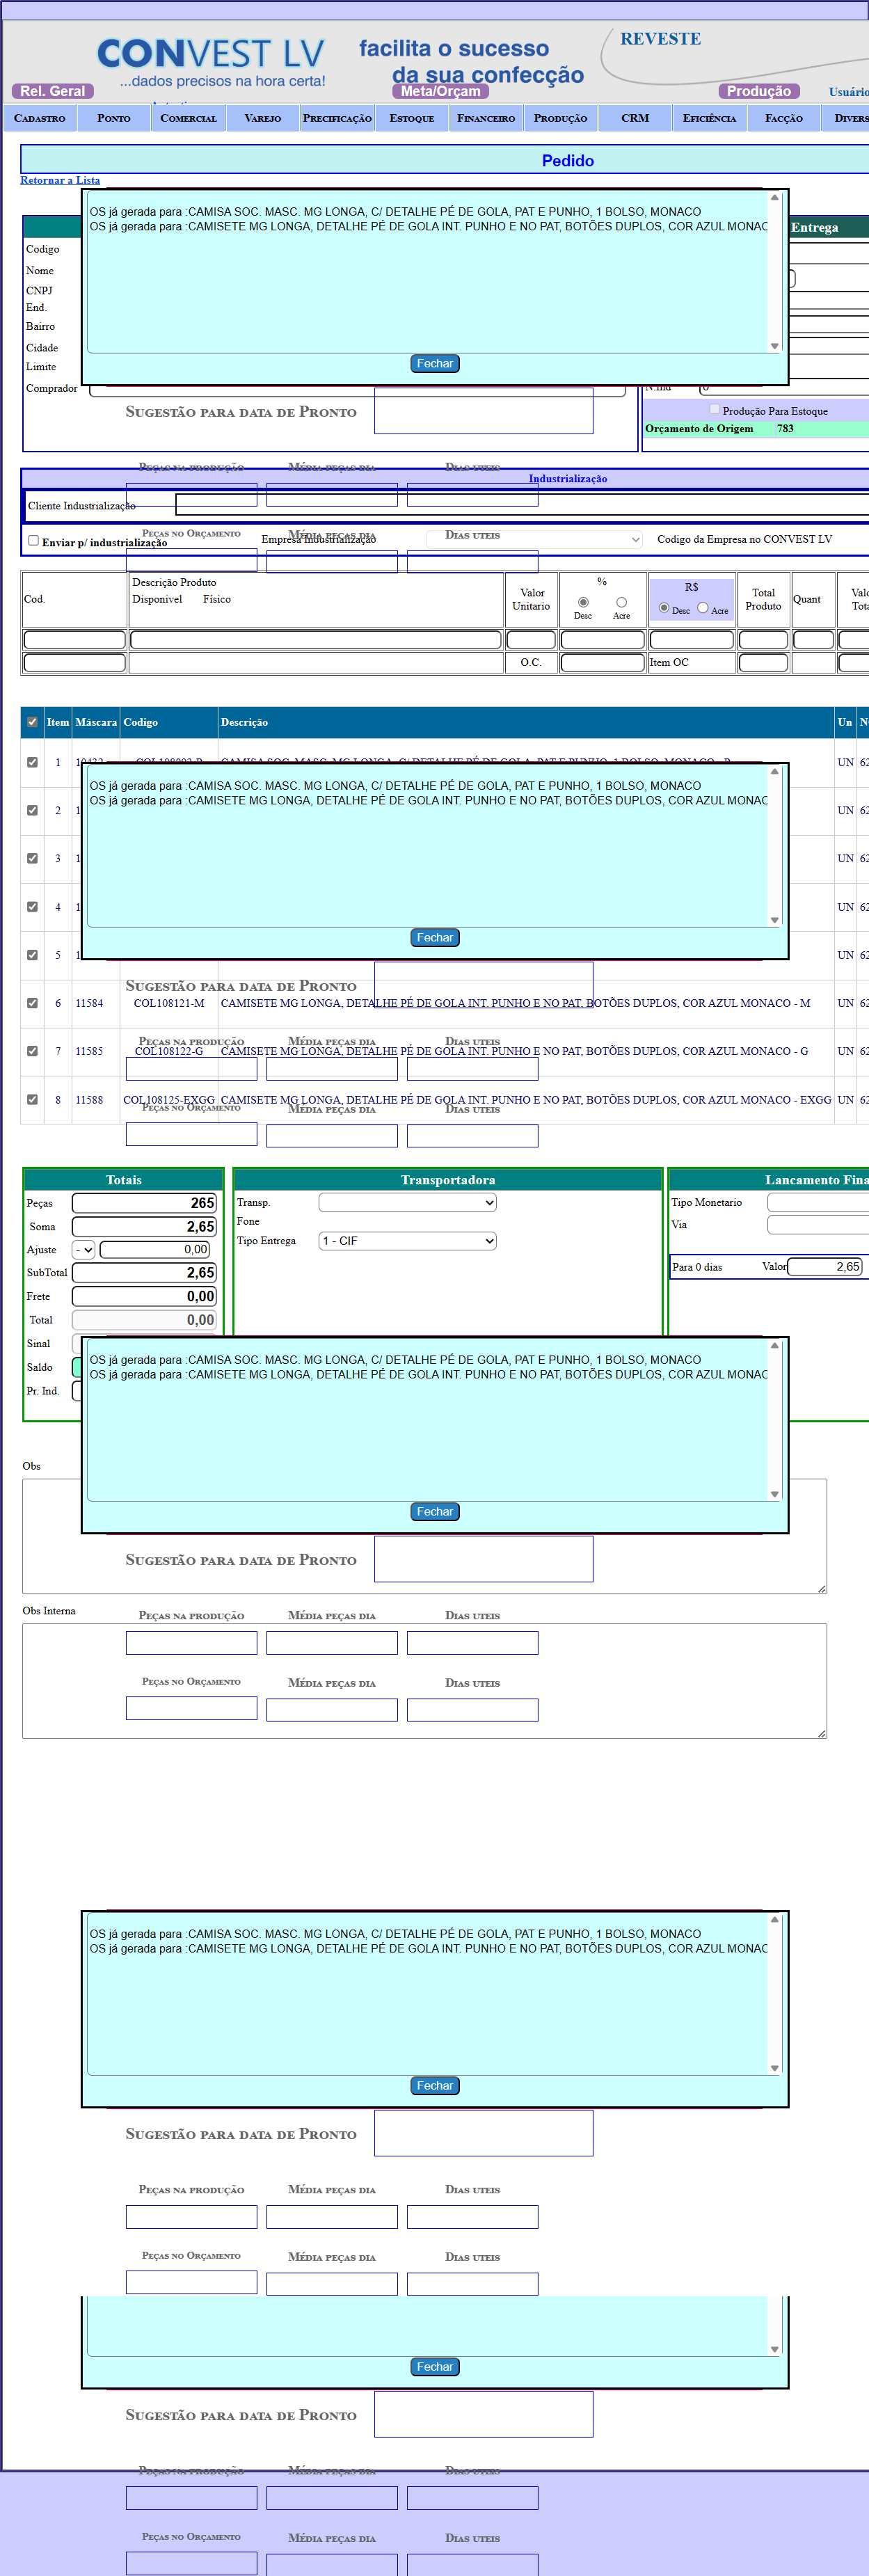 CONVEST LV
...dados precisos na hora certa!
facilita o sucesso
da sua confecção
REVESTE
Rel. Geral
Meta/Orçam
Produção
Usuário
Cadastro Ponto Comercial Varejo Precificação Estoque Financeiro Produção CRM Eficiência Facção Divers
Pedido
Retornar a Lista
OS já gerada para :CAMISA SOC. MASC. MG LONGA, C/ DETALHE PÉ DE GOLA, PAT E PUNHO, 1 BOLSO, MONACO
OS já gerada para :CAMISETE MG LONGA, DETALHE PÉ DE GOLA INT. PUNHO E NO PAT, BOTÕES DUPLOS, COR AZUL MONAC
Fechar
Entrega
Codigo
Nome
CNPJ
End.
Bairro
Cidade
Limite
Comprador
N.Ind
Produção Para Estoque
Orçamento de Origem 783
Sugestão para data de Pronto
Peças na produção Média peças dia Dias uteis
Industrialização
Cliente Industrialização
Peças no Orçamento Média peças dia Dias uteis
Enviar p/ industrialização
Empresa Industrialização
Codigo da Empresa no CONVEST LV
Cod.
Descrição Produto
Disponivel Físico
Valor Unitario
%
Desc Acre
R$
Desc Acre
Total Produto
Quant
O.C.
Item OC
Item Máscara Codigo Descrição Un
1 UN 62
2 1 UN 62
3 1 UN 62
4 1 UN 62
5 1 UN 62
OS já gerada para :CAMISA SOC. MASC. MG LONGA, C/ DETALHE PÉ DE GOLA, PAT E PUNHO, 1 BOLSO, MONACO
OS já gerada para :CAMISETE MG LONGA, DETALHE PÉ DE GOLA INT. PUNHO E NO PAT, BOTÕES DUPLOS, COR AZUL MONAC
Fechar
Sugestão para data de Pronto
6 11584 COL108121-M CAMISETE MG LONGA, DETALHE PÉ DE GOLA INT. PUNHO E NO PAT, BOTÕES DUPLOS, COR AZUL MONACO - M UN 62
Peças na produção Média peças dia Dias uteis
7 11585 COL108122-G CAMISETE MG LONGA, DETALHE PÉ DE GOLA INT. PUNHO E NO PAT, BOTÕES DUPLOS, COR AZUL MONACO - G UN 62
8 11588 COL108125-EXGG CAMISETE MG LONGA, DETALHE PÉ DE GOLA INT. PUNHO E NO PAT, BOTÕES DUPLOS, COR AZUL MONACO - EXGG UN 62
Peças no Orçamento Média peças dia Dias uteis
Totais
Peças 265
Soma 2,65
Ajuste - 0,00
SubTotal 2,65
Frete 0,00
Total 0,00
Sinal
Saldo
Pr. Ind.
Transportadora
Transp.
Fone
Tipo Entrega 1 - CIF
Lancamento Fina
Tipo Monetario
Via
Para 0 dias Valor 2,65
OS já gerada para :CAMISA SOC. MASC. MG LONGA, C/ DETALHE PÉ DE GOLA, PAT E PUNHO, 1 BOLSO, MONACO
OS já gerada para :CAMISETE MG LONGA, DETALHE PÉ DE GOLA INT. PUNHO E NO PAT, BOTÕES DUPLOS, COR AZUL MONAC
Fechar
Obs
Sugestão para data de Pronto
Obs Interna
Peças na produção Média peças dia Dias uteis
Peças no Orçamento Média peças dia Dias uteis
OS já gerada para :CAMISA SOC. MASC. MG LONGA, C/ DETALHE PÉ DE GOLA, PAT E PUNHO, 1 BOLSO, MONACO
OS já gerada para :CAMISETE MG LONGA, DETALHE PÉ DE GOLA INT. PUNHO E NO PAT, BOTÕES DUPLOS, COR AZUL MONAC
Fechar
Sugestão para data de Pronto
Peças na produção Média peças dia Dias uteis
Peças no Orçamento Média peças dia Dias uteis
Fechar
Sugestão para data de Pronto
Peças na produção Média peças dia Dias uteis
Peças no Orçamento Média peças dia Dias uteis